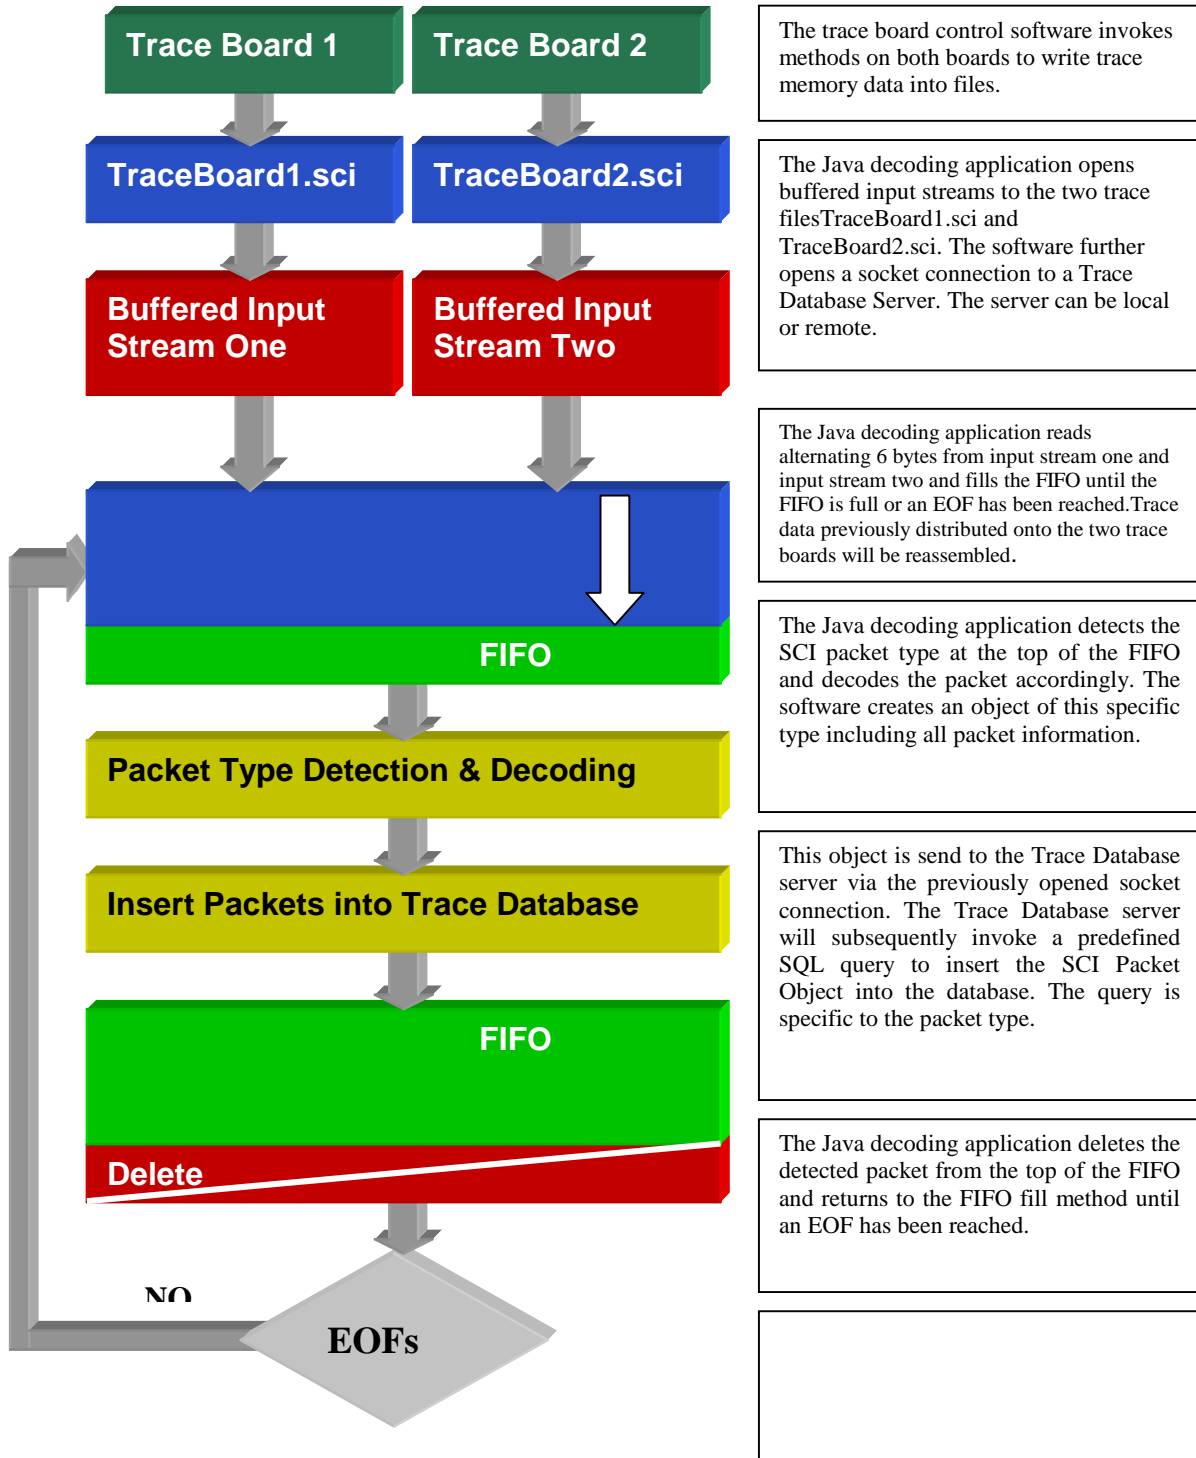 Trace Board 1
Trace Board 2
The trace board control software invokes
methods on both boards to write trace
memory data into files.
TraceBoard1.sci
TraceBoard2.sci
The Java decoding application opens
buffered input streams to the two trace
filesTraceBoard1.sci and
TraceBoard2.sci. The software further
opens a socket connection to a Trace
Database Server. The server can be local
or remote.
Buffered Input
Stream One
Buffered Input
Stream Two
The Java decoding application reads
alternating 6 bytes from input stream one and
input stream two and fills the FIFO until the
FIFO is full or an EOF has been reached.Trace
data previously distributed onto the two trace
boards will be reassembled.
FIFO
The Java decoding application detects the
SCI packet type at the top of the FIFO
and decodes the packet accordingly. The
software creates an object of this specific
type including all packet information.
Packet Type Detection & Decoding
Insert Packets into Trace Database
This object is send to the Trace Database
server via the previously opened socket
connection. The Trace Database server
will subsequently invoke a predefined
SQL query to insert the SCI Packet
Object into the database. The query is
specific to the packet type.
FIFO
Delete
The Java decoding application deletes the
detected packet from the top of the FIFO
and returns to the FIFO fill method until
an EOF has been reached.
NO
EOFs